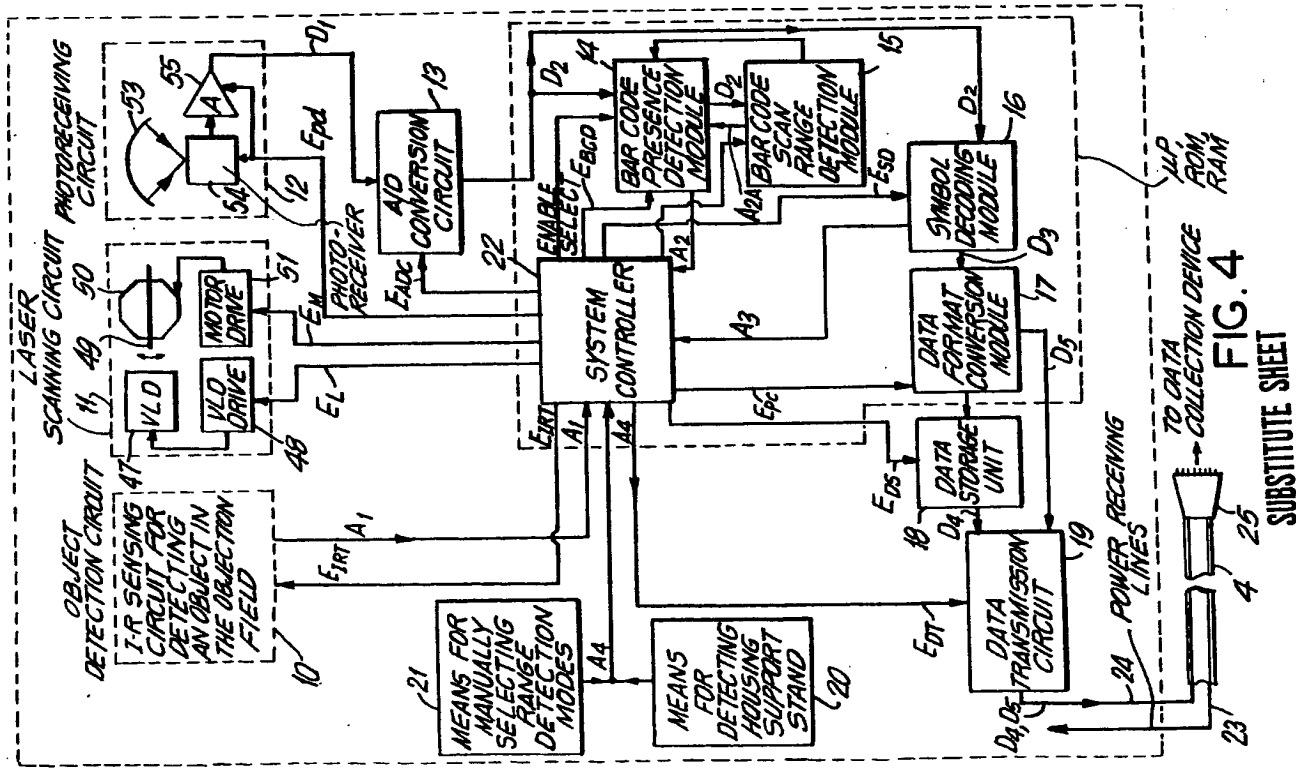 LASER
SCANNING CIRCUIT
11
47
VLD
49
50
VLD
DRIVE
48
MOTOR
DRIVE
51
PHOTORECEIVING
CIRCUIT
53
54
55
A
12
PHOTO-
RECEIVER
D1
Epd
EM
EL
OBJECT
DETECTION CIRCUIT
I-R SENSING
CIRCUIT FOR
DETECTING
AN OBJECT IN
THE OBJECTION
FIELD
10
EIRT
A1
A/D
CONVERSION
CIRCUIT
13
EADC
22
SYSTEM
CONTROLLER
EIRT
A1
A4
ENABLE
SELECT
EBCD
D2
14
BAR CODE
PRESENCE
DETECTION
MODULE
D2
A2
A2A
BAR CODE
SCAN
RANGE
DETECTION
MODULE
15
ESD
D2
16
SYMBOL
DECODING
MODULE
D3
A3
DATA
FORMAT
CONVERSION
MODULE
17
EPC
D5
µP
ROM,
RAM
EDS
DATA
STORAGE
UNIT
18
D4
21
MEANS FOR
MANUALLY
SELECTING
RANGE
DETECTION
MODES
A4
MEANS
FOR
DETECTING
HOUSING
SUPPORT
STAND
20
EDT
DATA
TRANSMISSION
CIRCUIT
19
D4, D5
24
POWER RECEIVING
LINES
23
4
25
TO DATA
COLLECTION DEVICE
FIG. 4
SUBSTITUTE SHEET